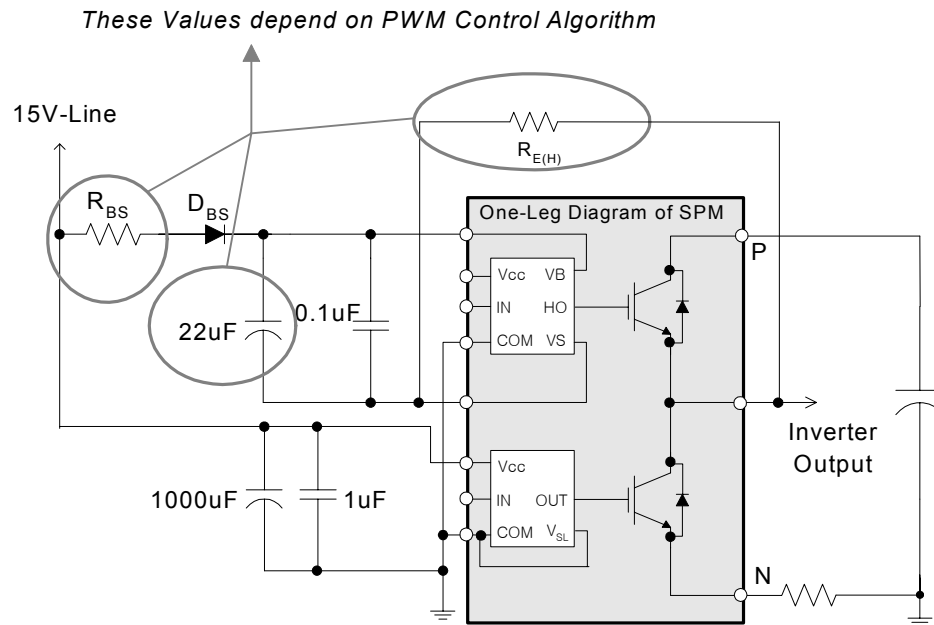 These Values depend on PWM Control Algorithm
15V-Line
R_E(H)
R_BS
D_BS
One-Leg Diagram of SPM
P
Vcc VB
IN HO
COM VS
22uF
0.1uF
Inverter
Output
Vcc
IN OUT
COM V_SL
1000uF
1uF
N